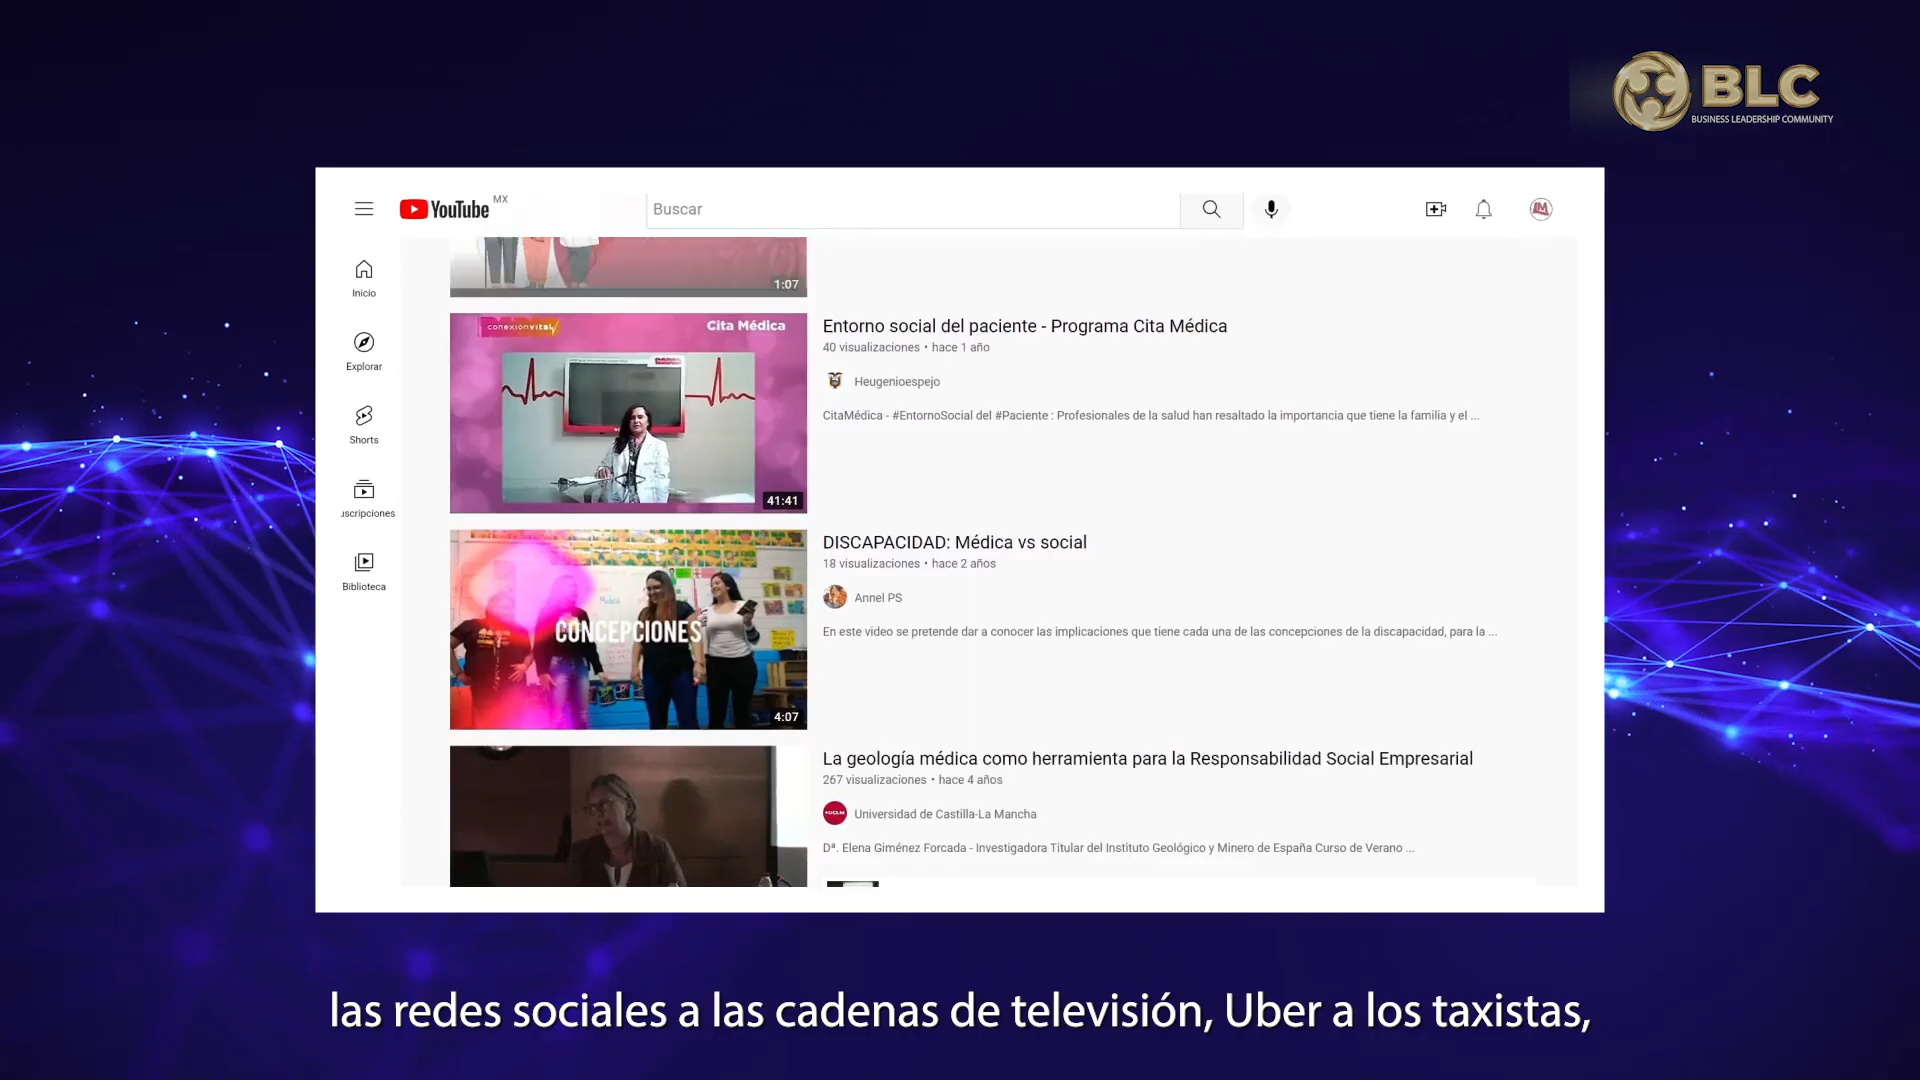 BLC
BUSINESS LEADERSHIP COMMUNITY
YouTube MX
Buscar
Inicio
Explorar
Shorts
uscripciones
Biblioteca
1:07
conexiónvital
Cita Médica
41:41
Entorno social del paciente - Programa Cita Médica
40 visualizaciones • hace 1 año
Heugenioespejo
CitaMédica - #EntornoSocial del #Paciente : Profesionales de la salud han resaltado la importancia que tiene la familia y el ...
CONCEPCIONES
4:07
DISCAPACIDAD: Médica vs social
18 visualizaciones • hace 2 años
Annel PS
En este video se pretende dar a conocer las implicaciones que tiene cada una de las concepciones de la discapacidad, para la ...
La geología médica como herramienta para la Responsabilidad Social Empresarial
267 visualizaciones • hace 4 años
UCLM
Universidad de Castilla-La Mancha
Dª. Elena Giménez Forcada - Investigadora Titular del Instituto Geológico y Minero de España Curso de Verano ...
las redes sociales a las cadenas de televisión, Uber a los taxistas,